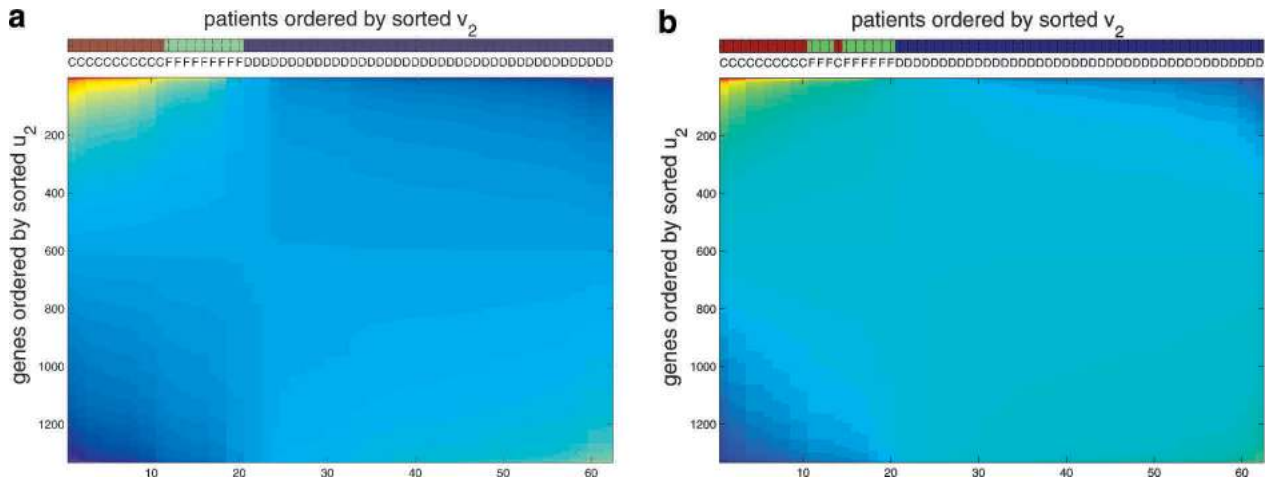 a
patients ordered by sorted v2
CCCCCCCCCCCFFFFFFFFFDDDDDDDDDDDDDDDDDDDDDDDDDDDDDDDDDDDDDDDDDD
genes ordered by sorted u2
200
400
600
800
1000
1200
10 20 30 40 50 60
b
patients ordered by sorted v2
CCCCCCCCCCFFFCFFFFFFDDDDDDDDDDDDDDDDDDDDDDDDDDDDDDDDDDDDDDDDDD
genes ordered by sorted u2
200
400
600
800
1000
1200
10 20 30 40 50 60